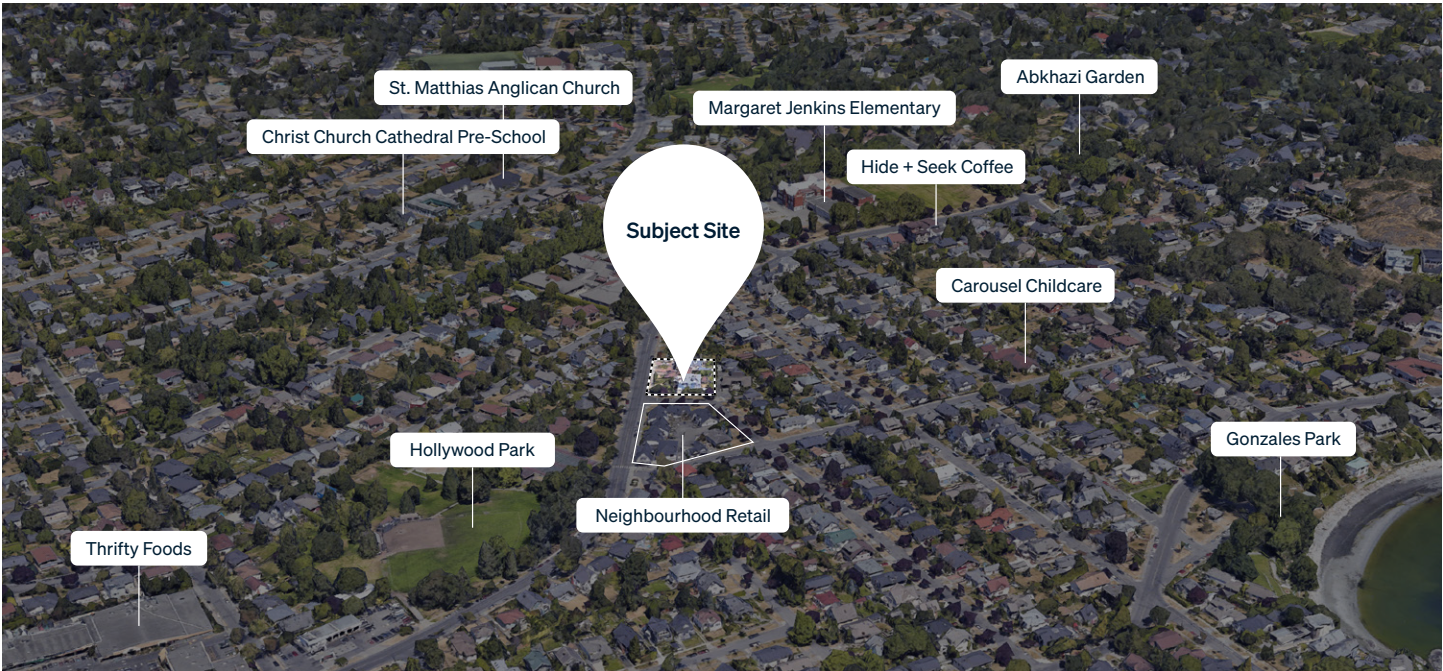 St. Matthias Anglican Church
Abkhazi Garden
Margaret Jenkins Elementary
Christ Church Cathedral Pre-School
Hide + Seek Coffee
Subject Site
Carousel Childcare
Hollywood Park
Gonzales Park
Neighbourhood Retail
Thrifty Foods